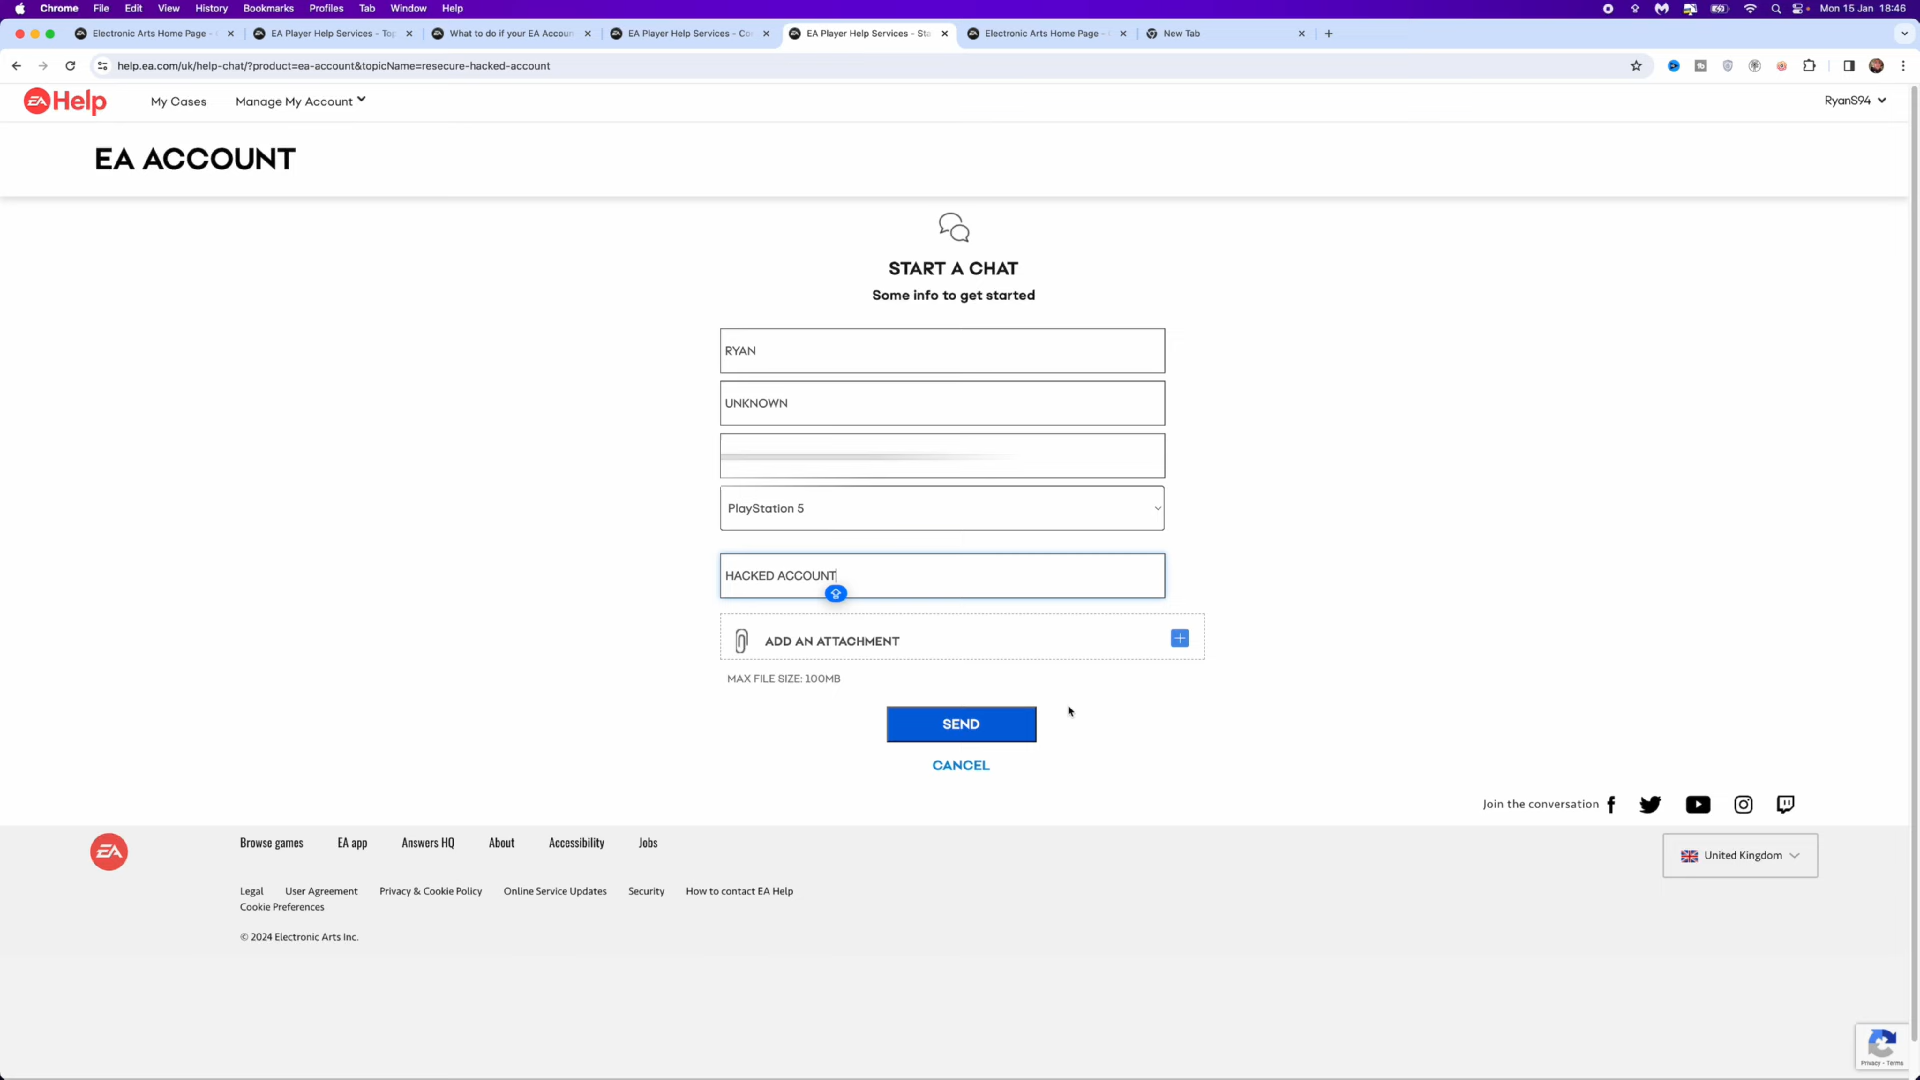 Chrome File Edit View History Bookmarks Profiles Tab Window Help Mon 15 Jan 18:46
Electronic Arts Home Page - EA Player Help Services - Top What to do if your EA Accoun EA Player Help Services - Co EA Player Help Services - Sta Electronic Arts Home Page - New Tab
help.ea.com/uk/help-chat/?product=ea-account&topicName=resecure-hacked-account
EA Help My Cases Manage My Account RyanS94
EA ACCOUNT
START A CHAT
Some info to get started
RYAN
UNKNOWN
PlayStation 5
HACKED ACCOUNT
ADD AN ATTACHMENT
MAX FILE SIZE: 100MB
SEND
CANCEL
Join the conversation
EA
Browse games EA app Answers HQ About Accessibility Jobs
United Kingdom
Legal User Agreement Privacy & Cookie Policy Online Service Updates Security How to contact EA Help
Cookie Preferences
© 2024 Electronic Arts Inc.
Privacy - Terms